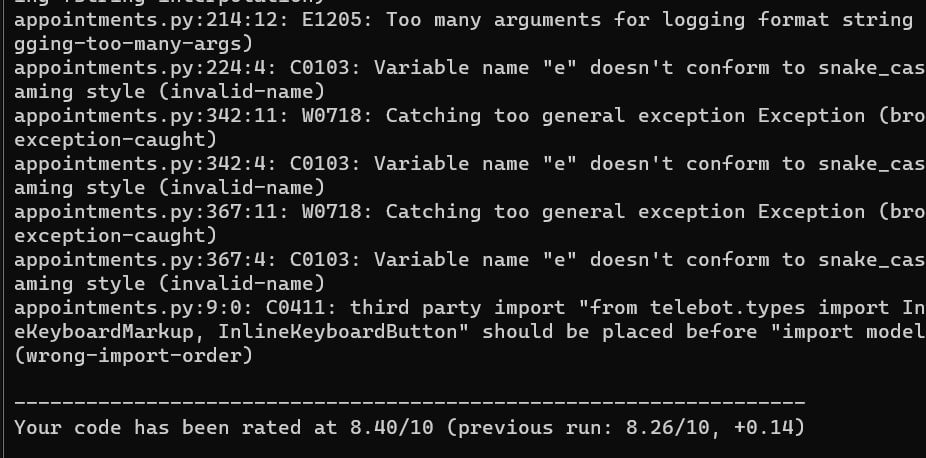 appointments.py:214:12: E1205: Too many arguments for logging format string
gging-too-many-args)
appointments.py:224:4: C0103: Variable name "e" doesn't conform to snake_cas
aming style (invalid-name)
appointments.py:342:11: W0718: Catching too general exception Exception (bro
exception-caught)
appointments.py:342:4: C0103: Variable name "e" doesn't conform to snake_cas
aming style (invalid-name)
appointments.py:367:11: W0718: Catching too general exception Exception (bro
exception-caught)
appointments.py:367:4: C0103: Variable name "e" doesn't conform to snake_cas
aming style (invalid-name)
appointments.py:9:0: C0411: third party import "from telebot.types import In
eKeyboardMarkup, InlineKeyboardButton" should be placed before "import model
(wrong-import-order)
------------------------------------------------------------------
Your code has been rated at 8.40/10 (previous run: 8.26/10, +0.14)